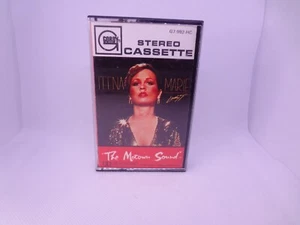 GORDY
STEREO
CASSETTE
TEENA MARIE
The Motown Sound.